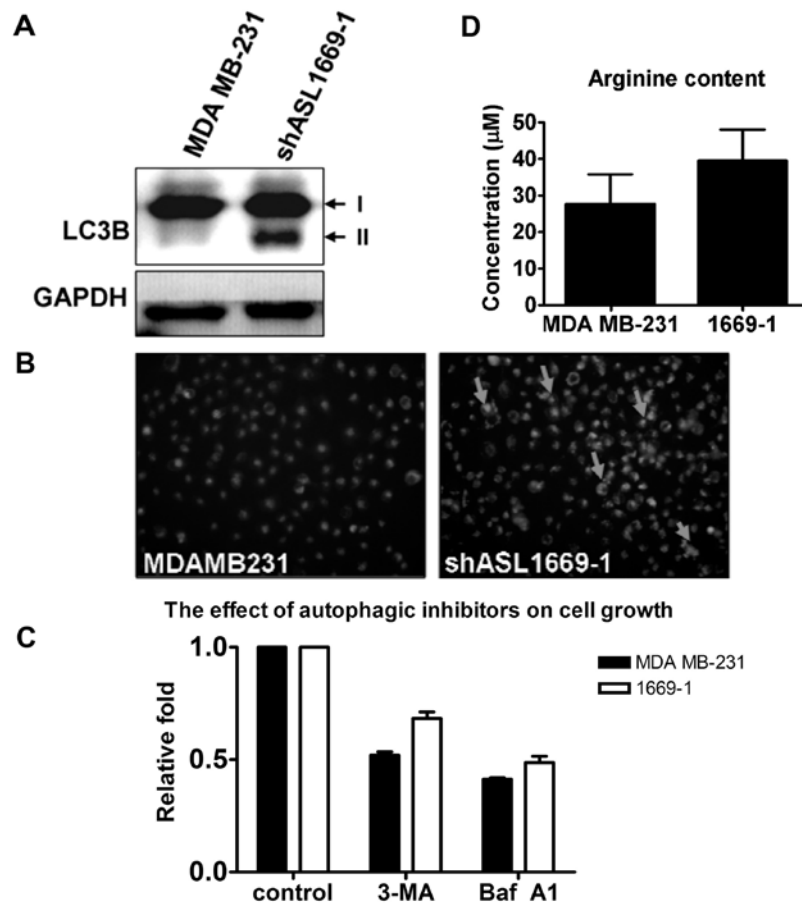 A
MDA MB-231
shASL1669-1
LC3B
I
II
GAPDH
D
Arginine content
Concentration (µM)
50
40
30
20
10
0
MDA MB-231
1669-1
B
MDAMB231
shASL1669-1
The effect of autophagic inhibitors on cell growth
C
Relative fold
1.0
0.5
0.0
control
3-MA
Baf A1
MDA MB-231
1669-1